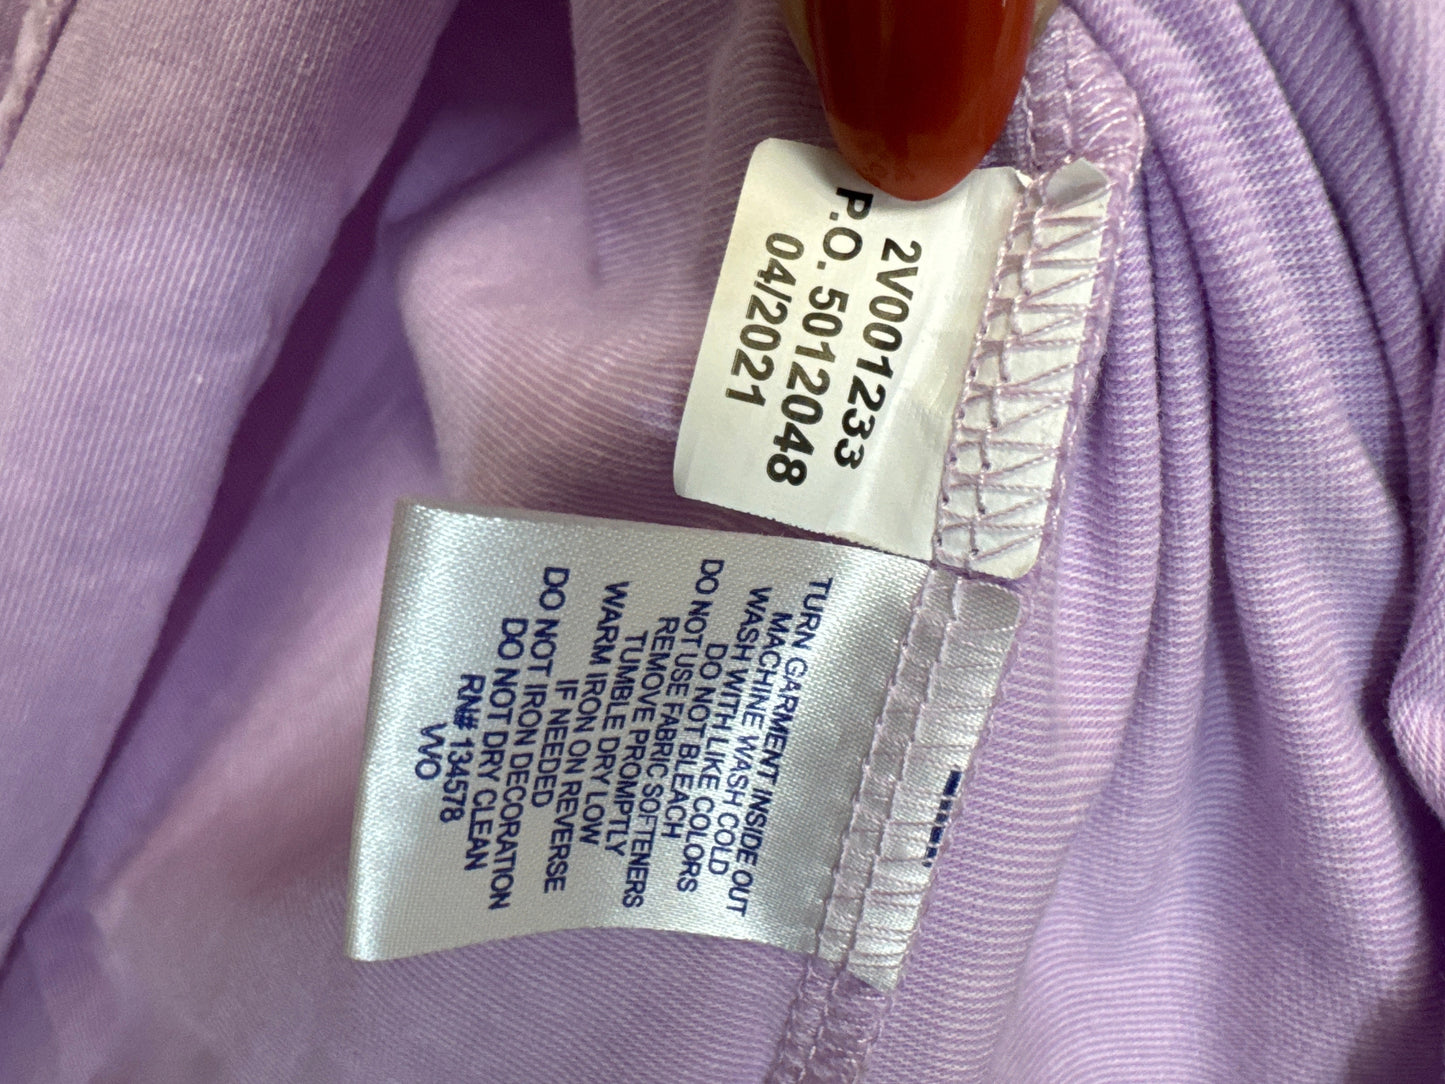 2V001233
P.O. 5012048
04/2021
TURN GARMENT INSIDE OUT
MACHINE WASH COLD
WASH WITH LIKE COLORS
DO NOT BLEACH
DO NOT USE FABRIC SOFTENERS
REMOVE PROMPTLY
TUMBLE DRY LOW
WARM IRON ON REVERSE
IF NEEDED
DO NOT IRON DECORATION
DO NOT DRY CLEAN
RN# 134578
WO